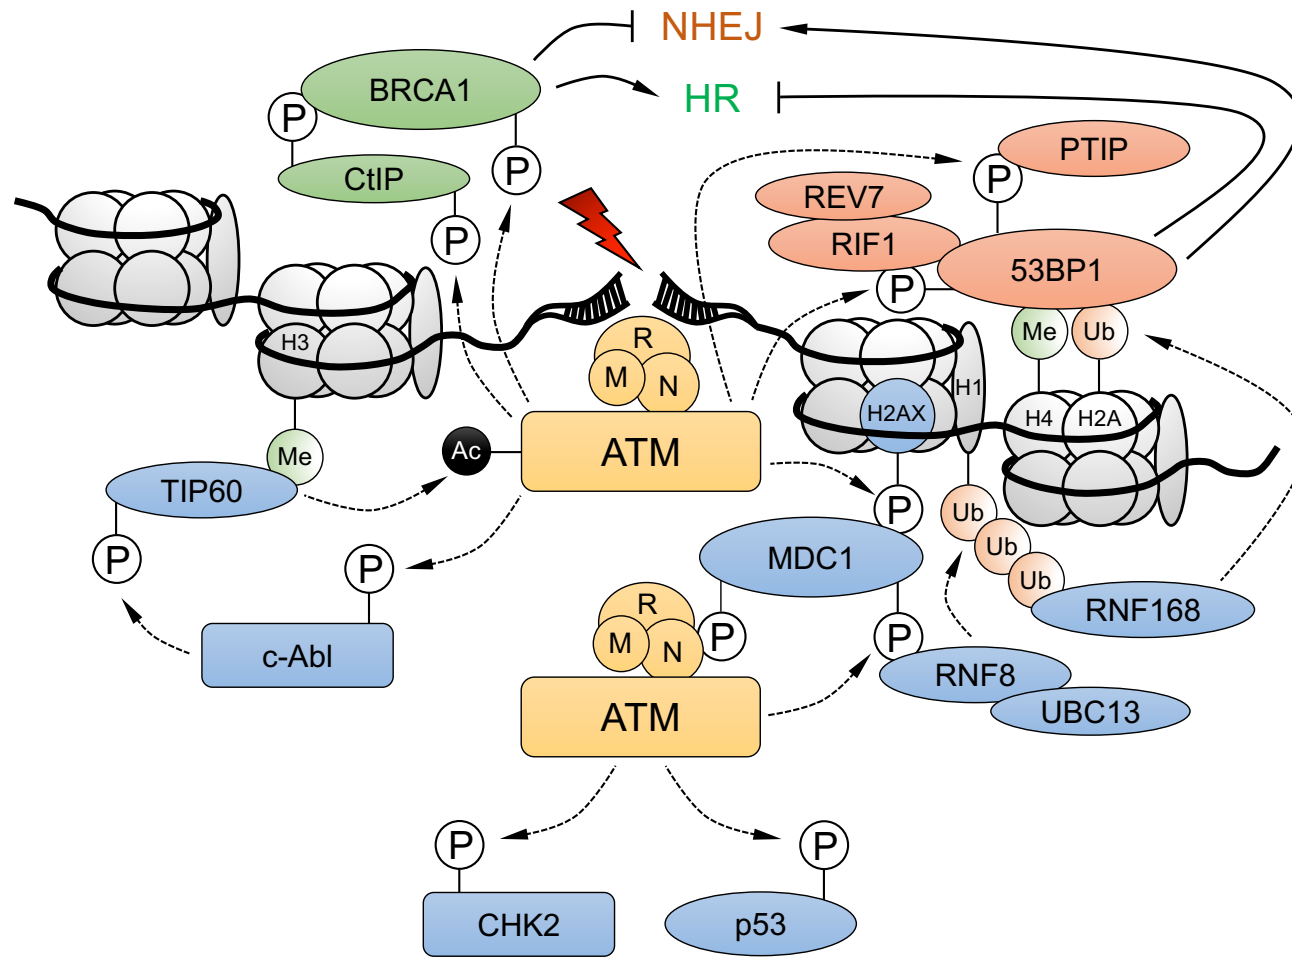 NHEJ
BRCA1
HR
P
PTIP
P
CtIP
P
P
REV7
RIF1
P
53BP1
P
Me
Ub
H3
R
M
N
H1
H2AX
H4
H2A
Me
Ac
ATM
TIP60
P
Ub
Ub
Ub
MDC1
P
P
RNF168
c-Abl
R
M
N
P
P
RNF8
UBC13
ATM
P
P
CHK2
p53